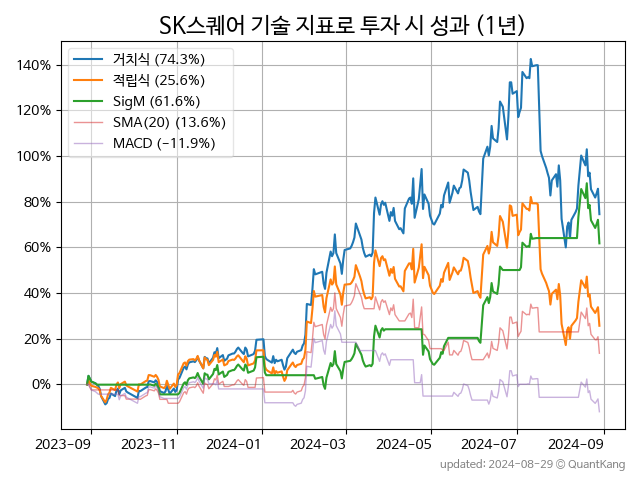 SK스퀘어 기술 지표로 투자 시 성과 (1년)
거치식 (74.3%)
적립식 (25.6%)
SigM (61.6%)
SMA(20) (13.6%)
MACD (-11.9%)
140%
120%
100%
80%
60%
40%
20%
0%
2023-09 2023-11 2024-01 2024-03 2024-05 2024-07 2024-09
updated: 2024-08-29 © QuantKang